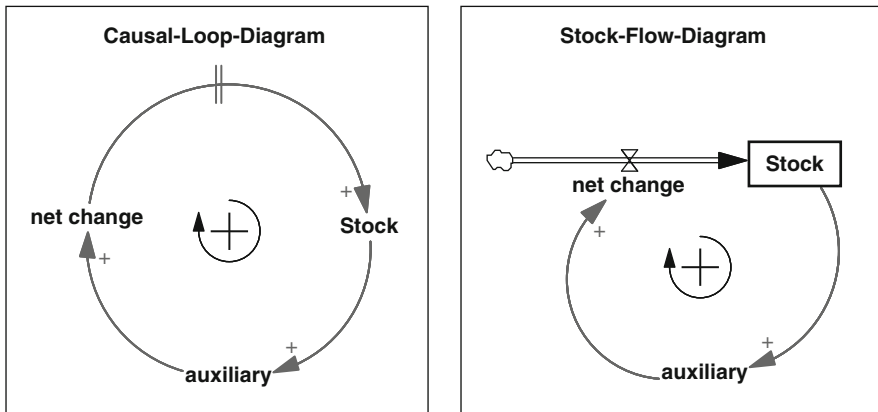 Causal-Loop-Diagram
+
net change
Stock
+
+
+
auxiliary
Stock-Flow-Diagram
Stock
net change
+
+
+
auxiliary